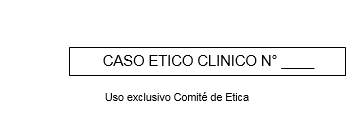 CASO ETICO CLINICO N° ____
Uso exclusivo Comité de Etica